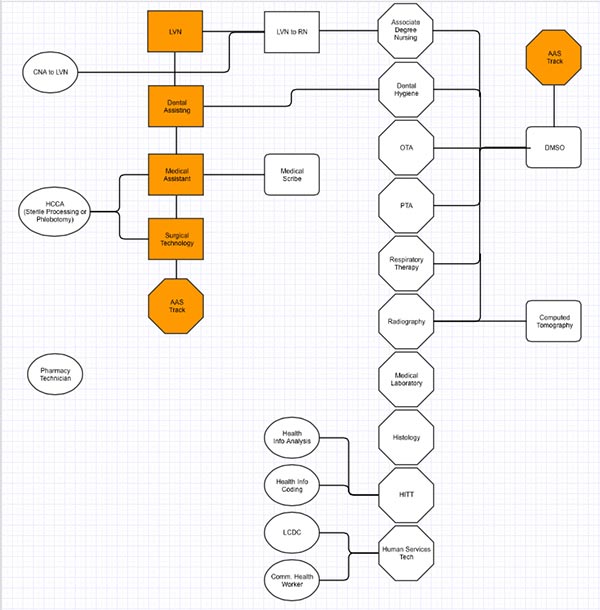 LVN
LVN to RN
Associate
Degree
Nursing
AAS
Track
CNA to LVN
Dental
Assisting
Dental
Hygiene
OTA
DMSO
Medical
Assistant
Medical
Scribe
HCCA
(Sterile Processing or
Phlebotomy)
PTA
Surgical
Technology
Respiratory
Therapy
AAS
Track
Radiography
Computed
Tomography
Pharmacy
Technician
Medical
Laboratory
Health
Info Analysis
Histology
Health Info
Coding
HITT
LCDC
Human Services
Tech
Comm. Health
Worker